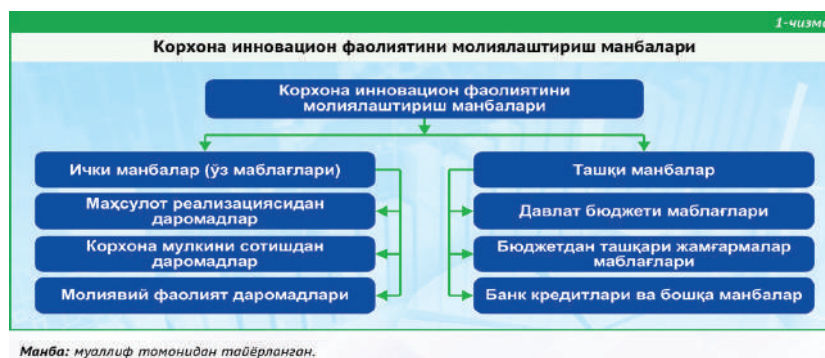 1-чизма
Корхона инновацион фаолиятини молиялаштириш манбалари
Корхона инновацион фаолиятини
молиялаштириш манбалари
Ички манбалар (ўз маблағлари)
Маҳсулот реализациясидан
даромадлар
Корхона мулкини сотишдан
даромадлар
Молиявий фаолият даромадлари
Ташқи манбалар
Давлат бюджети маблағлари
Бюджетдан ташқари жамғармалар
маблағлари
Банк кредитлари ва бошқа манбалар
Манба: муаллиф томонидан тайёрланган.